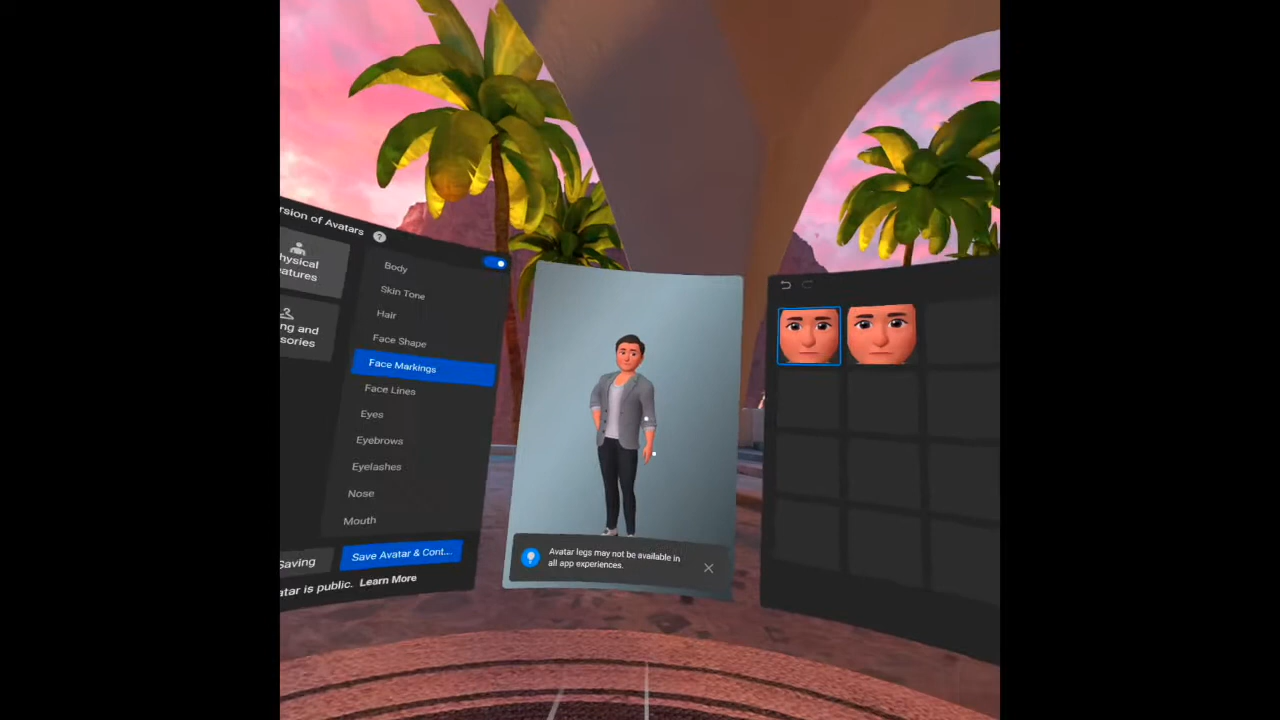 rsion of Avatars ?
hysical
atures
ng and
sories
Body
Skin Tone
Hair
Face Shape
Face Markings
Face Lines
Eyes
Eyebrows
Eyelashes
Nose
Mouth
Saving
Save Avatar & Cont...
atar is public. Learn More
Avatar legs may not be available in
all app experiences.